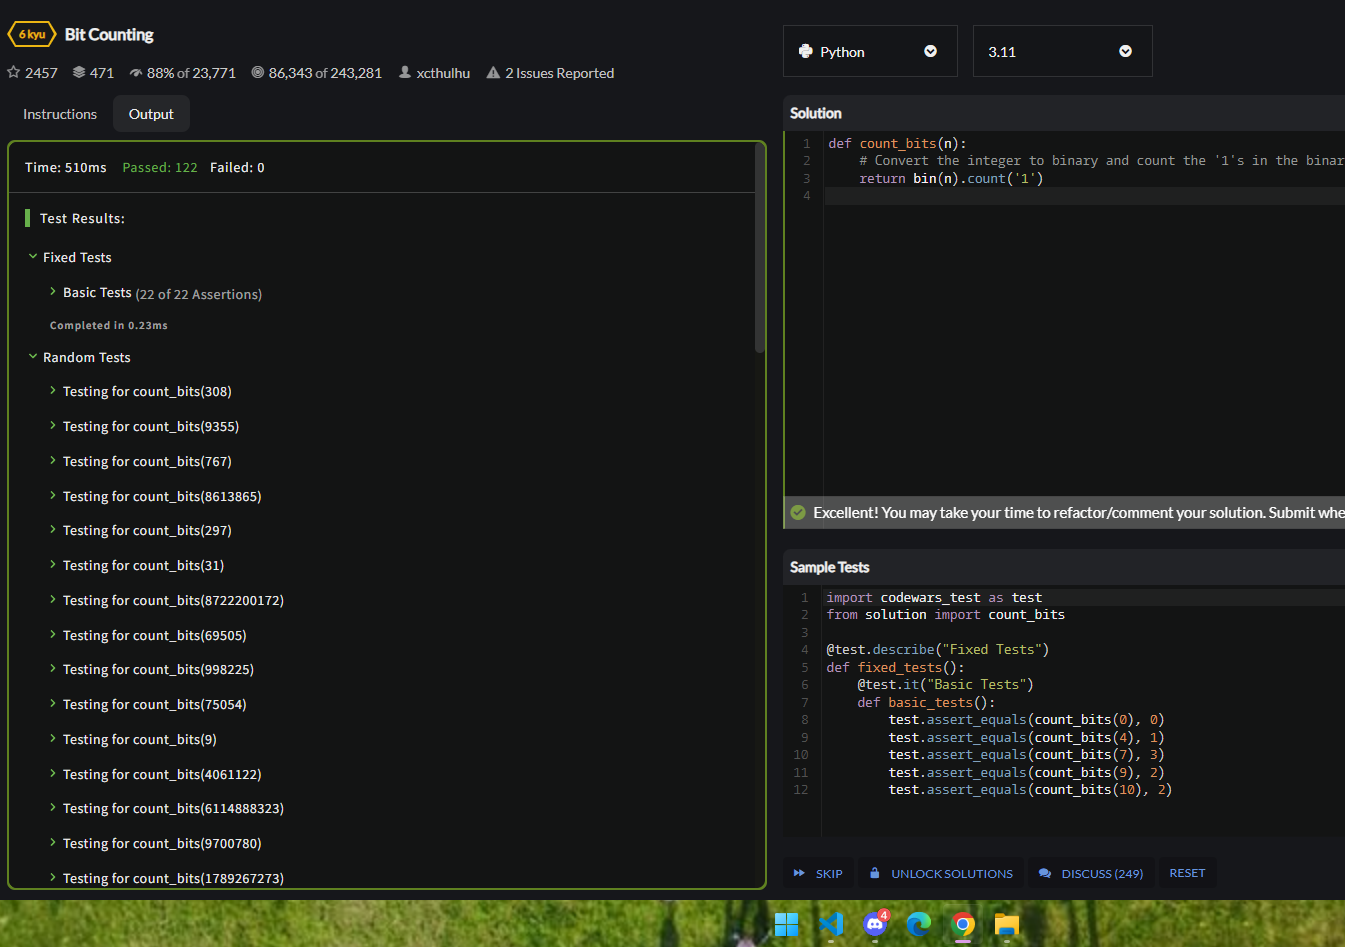 6 kyu Bit Counting
2457 471 88% of 23,771 86,343 of 243,281 xcthulhu 2 Issues Reported
Instructions Output
Time: 510ms Passed: 122 Failed: 0
Test Results:
Fixed Tests
Basic Tests (22 of 22 Assertions)
Completed in 0.23ms
Random Tests
Testing for count_bits(308)
Testing for count_bits(9355)
Testing for count_bits(767)
Testing for count_bits(8613865)
Testing for count_bits(297)
Testing for count_bits(31)
Testing for count_bits(8722200172)
Testing for count_bits(69505)
Testing for count_bits(998225)
Testing for count_bits(75054)
Testing for count_bits(9)
Testing for count_bits(4061122)
Testing for count_bits(6114888323)
Testing for count_bits(9700780)
Testing for count_bits(1789267273)
Python 3.11
Solution
1 def count_bits(n):
2 # Convert the integer to binary and count the '1's in the binar
3 return bin(n).count('1')
4
Excellent! You may take your time to refactor/comment your solution. Submit whe
Sample Tests
1 import codewars_test as test
2 from solution import count_bits
3
4 @test.describe("Fixed Tests")
5 def fixed_tests():
6 @test.it("Basic Tests")
7 def basic_tests():
8 test.assert_equals(count_bits(0), 0)
9 test.assert_equals(count_bits(4), 1)
10 test.assert_equals(count_bits(7), 3)
11 test.assert_equals(count_bits(9), 2)
12 test.assert_equals(count_bits(10), 2)
SKIP UNLOCK SOLUTIONS DISCUSS (249) RESET
4